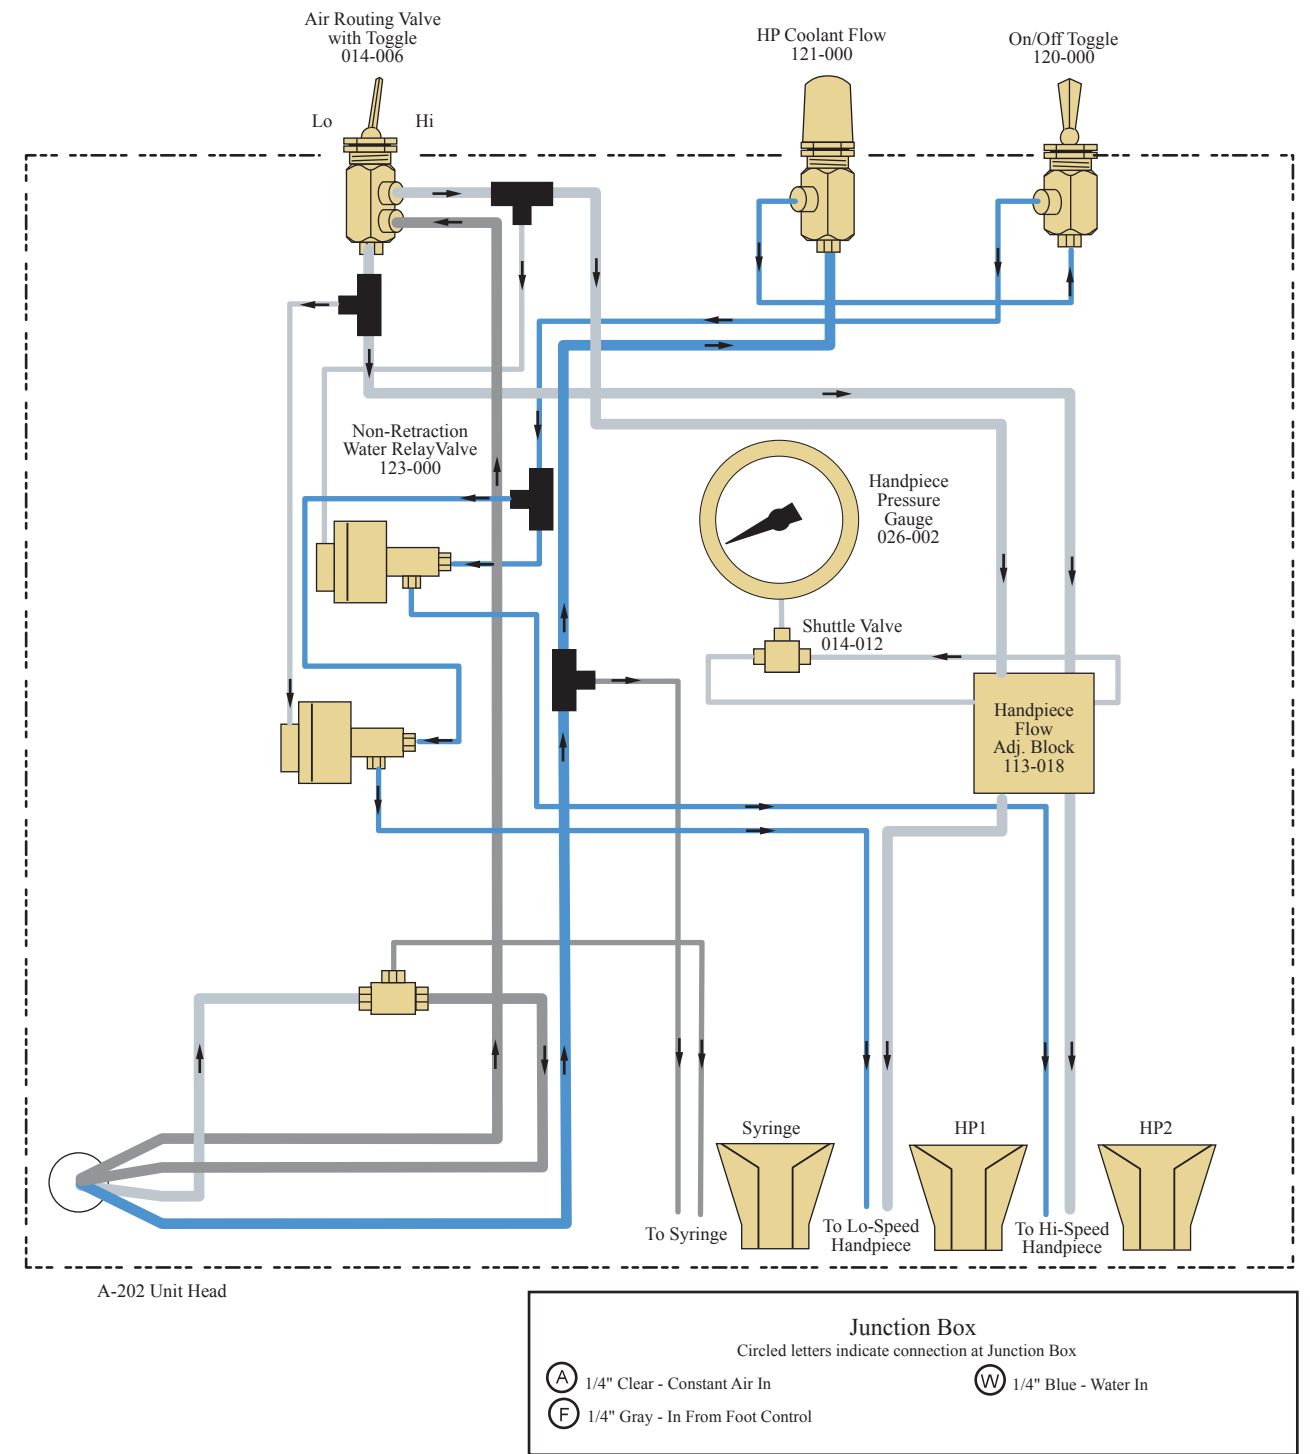 Air Routing Valve
with Toggle
014-006
HP Coolant Flow
121-000
On/Off Toggle
120-000
Lo
Hi
Non-Retraction
Water RelayValve
123-000
Handpiece
Pressure
Gauge
026-002
Shuttle Valve
014-012
Handpiece
Flow
Adj. Block
113-018
Syringe
HP1
HP2
To Syringe
To Lo-Speed
Handpiece
To Hi-Speed
Handpiece
A-202 Unit Head
Junction Box
Circled letters indicate connection at Junction Box
A 1/4" Clear - Constant Air In
W 1/4" Blue - Water In
F 1/4" Gray - In From Foot Control